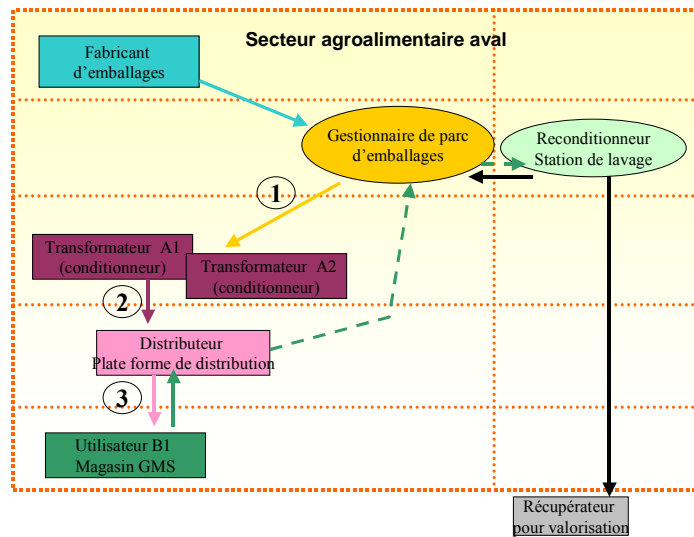 Secteur agroalimentaire aval
Fabricant
d'emballages
Gestionnaire de parc
d'emballages
Reconditionneur
Station de lavage
1
Transformateur A1
(conditionneur)
Transformateur A2
(conditionneur)
2
Distributeur
Plate forme de distribution
3
Utilisateur B1
Magasin GMS
Récupérateur
pour valorisation